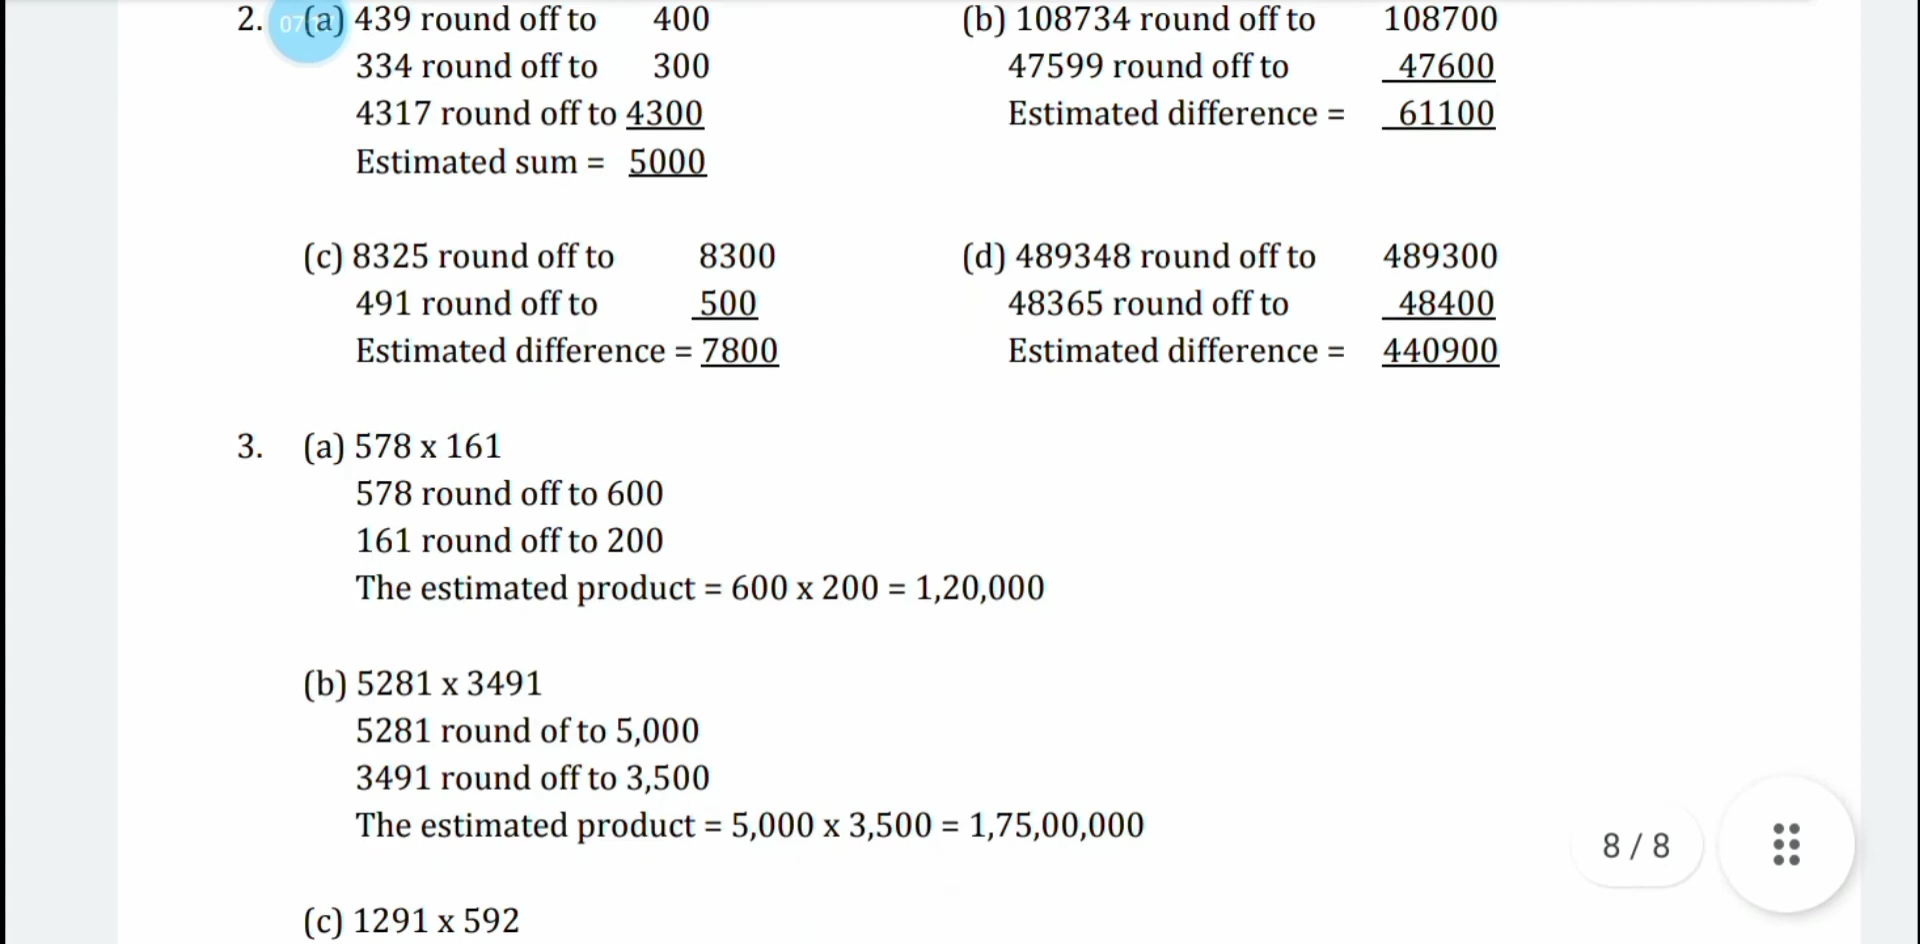 2. (a) 439 round off to 400
334 round off to 300
4317 round off to 4300
Estimated sum = 5000
(b) 108734 round off to 108700
47599 round off to 47600
Estimated difference = 61100
(c) 8325 round off to 8300
491 round off to 500
Estimated difference = 7800
(d) 489348 round off to 489300
48365 round off to 48400
Estimated difference = 440900
3. (a) 578 x 161
578 round off to 600
161 round off to 200
The estimated product = 600 x 200 = 1,20,000
(b) 5281 x 3491
5281 round of to 5,000
3491 round off to 3,500
The estimated product = 5,000 x 3,500 = 1,75,00,000
(c) 1291 x 592
8 / 8